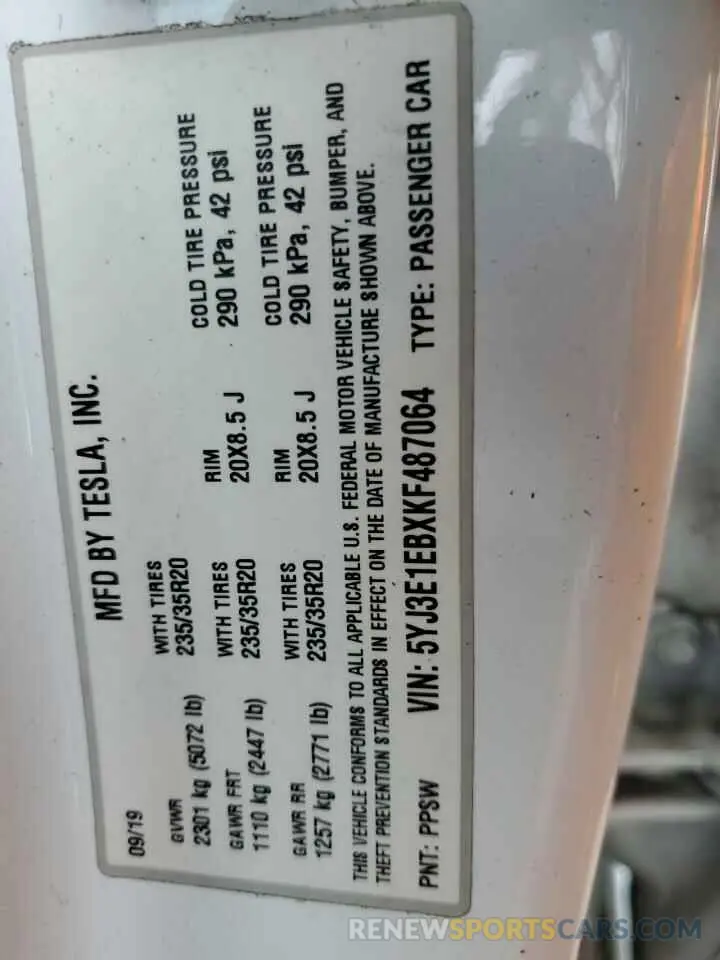 MFD BY TESLA, INC.
09/19
GVWR WITH TIRES
2301 kg (5072 lb) 235/35R20
GAWR FRT WITH TIRES RIM COLD TIRE PRESSURE
1110 kg (2447 lb) 235/35R20 20X8.5 J 290 kPa, 42 psi
GAWR RR WITH TIRES RIM COLD TIRE PRESSURE
1257 kg (2771 lb) 235/35R20 20X8.5 J 290 kPa, 42 psi
THIS VEHICLE CONFORMS TO ALL APPLICABLE U.S. FEDERAL MOTOR VEHICLE SAFETY, BUMPER, AND
THEFT PREVENTION STANDARDS IN EFFECT ON THE DATE OF MANUFACTURE SHOWN ABOVE.
PNT: PPSW VIN: 5YJ3E1EBXKF487064 TYPE: PASSENGER CAR
RENEWSPORTSCARS.COM